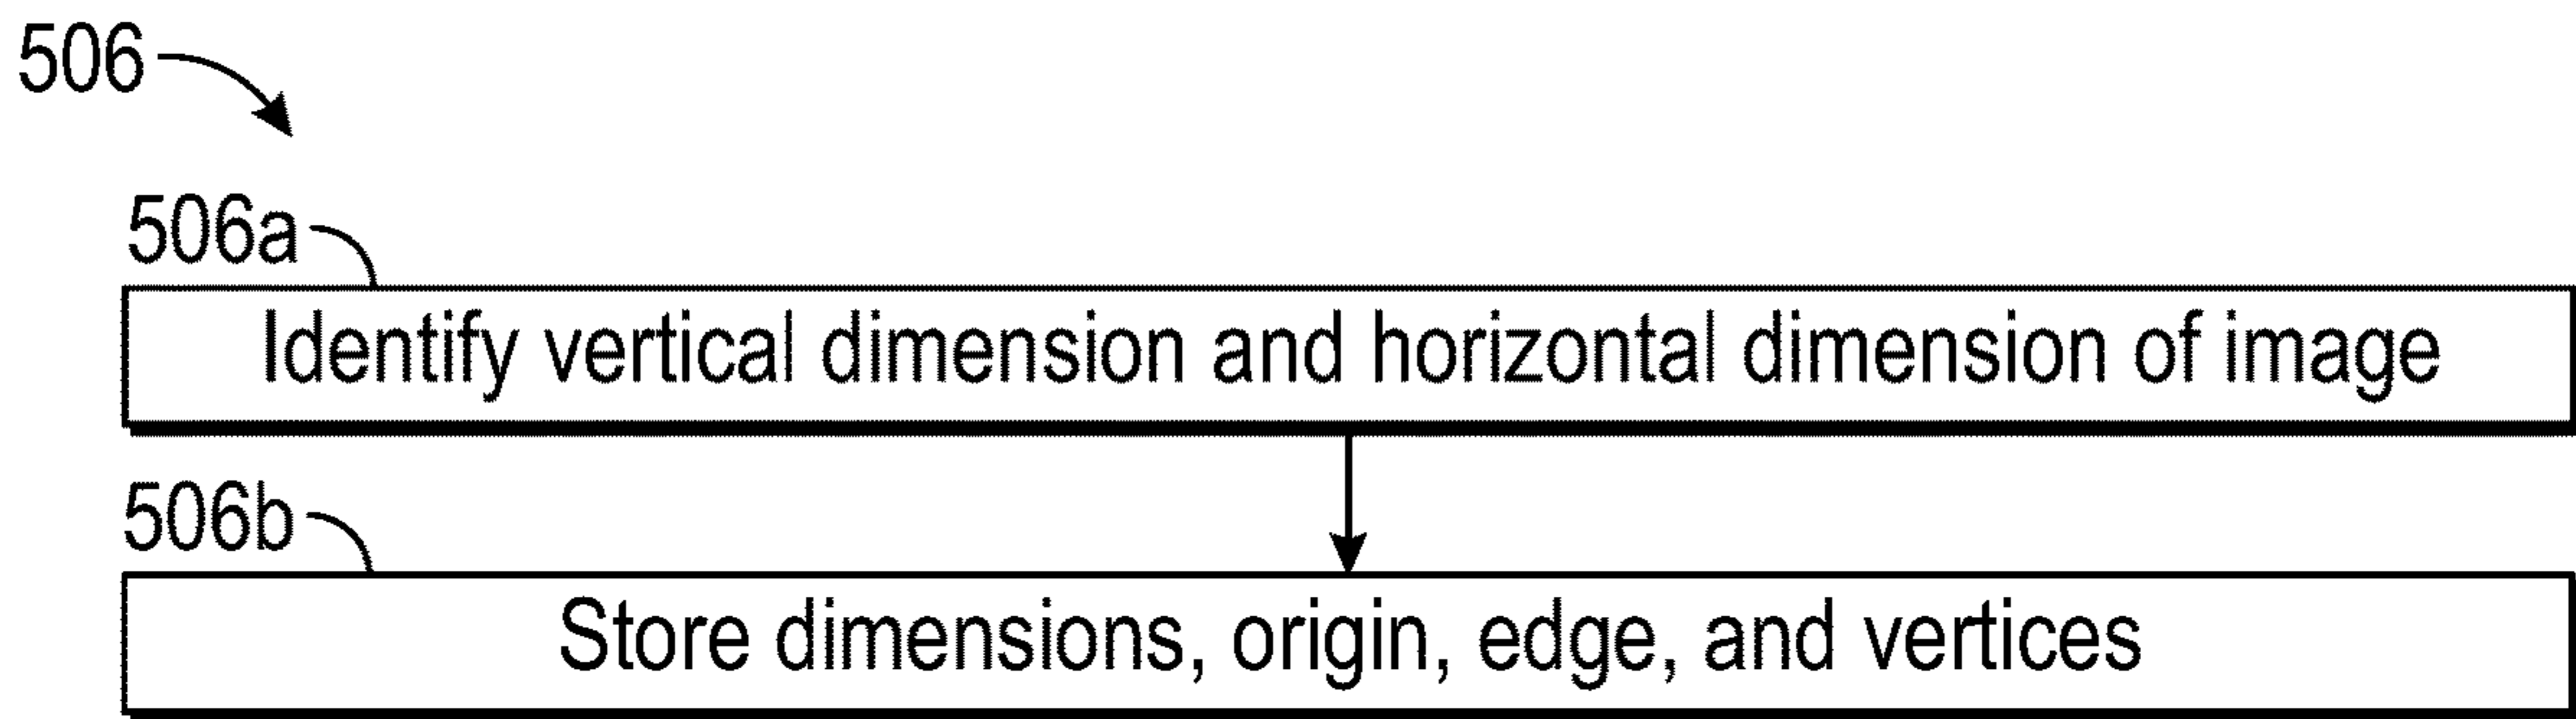 506
506a
Identify vertical dimension and horizontal dimension of image
506b
Store dimensions, origin, edge, and vertices